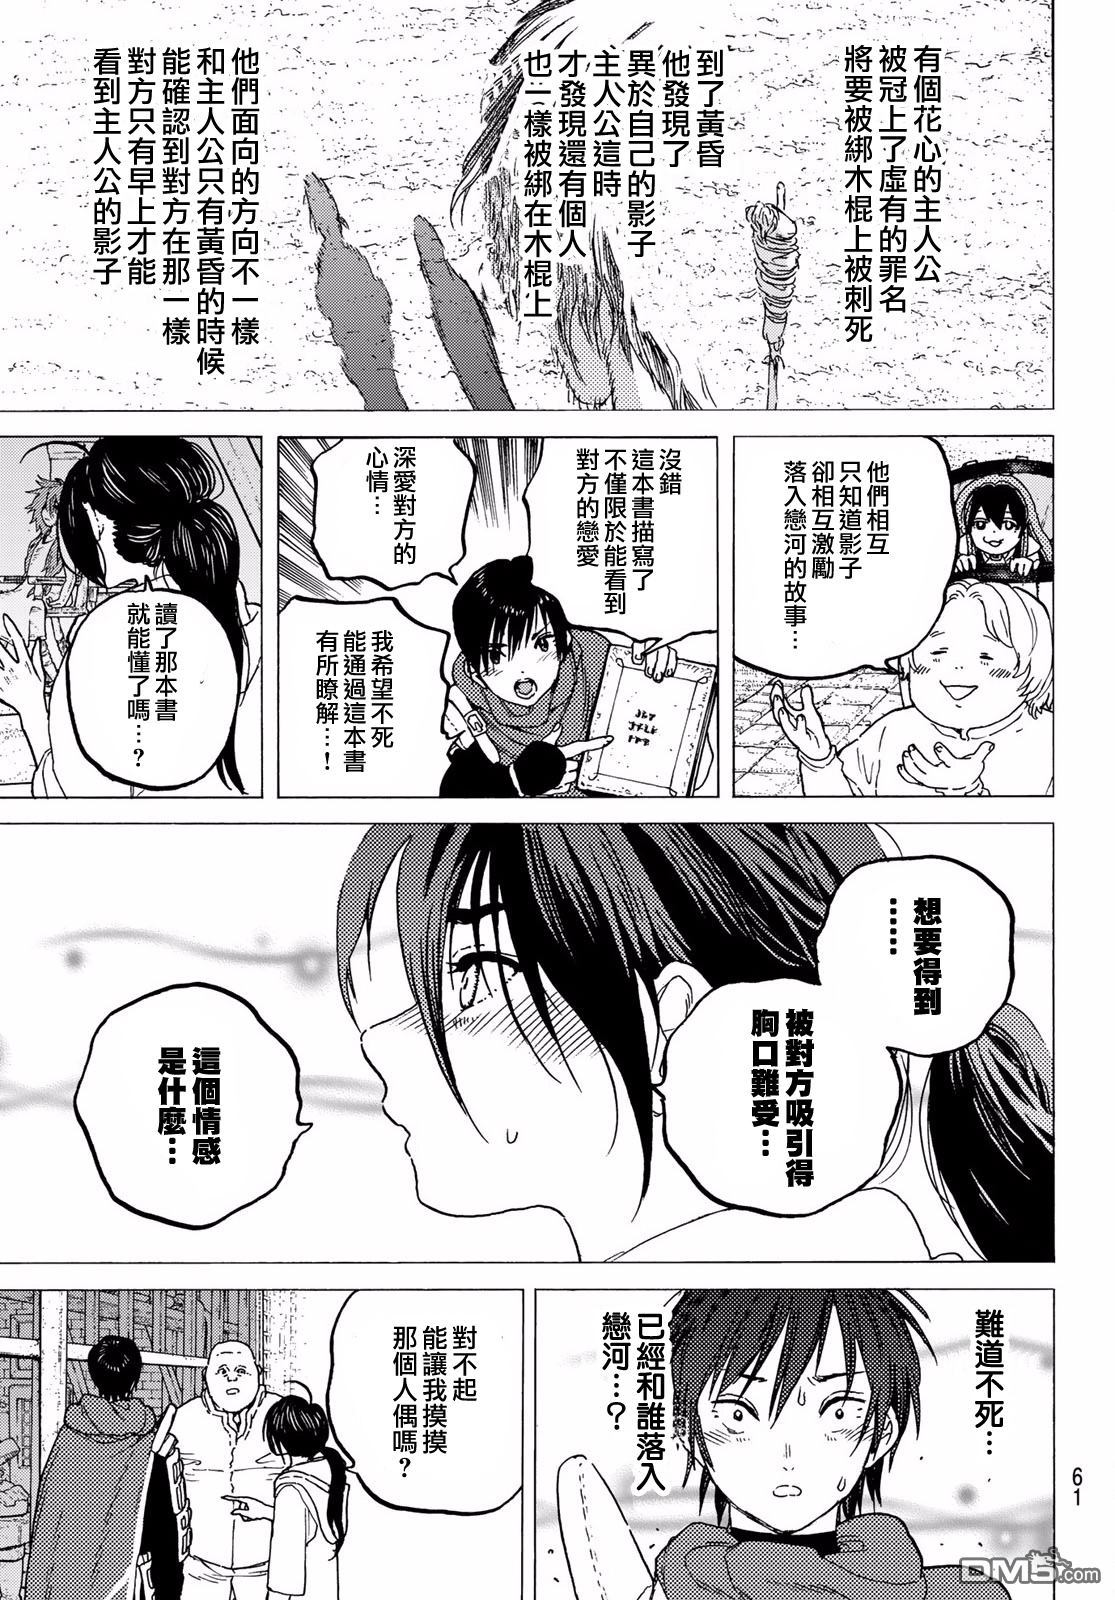 有個花心的主人公
被冠上了虛有的罪名
將要被綁木棍上被刺死
到了黃昏
他發現了
異於自己的影子
主人公這時
才發現還有個人
也一樣被綁在木棍上
他們面向的方向不一樣
和主人公只有黃昏的時候
能確認到對方在那一樣
對方只有早上才能
看到主人公的影子
他們相互
只知道影子
卻相互激勵
落入戀河的故事…
沒錯
這本書描寫了
不僅限於能看到
對方的戀愛
深愛對方的
心情…
我希望不死
能通過這本書
有所瞭解…！
讀了那本書
就能懂了嗎…？
想要得到
……
被對方吸引得
胸口難受…
這個情感
是什麼…
難道不死…
已經和誰落入
戀河…？
對不起
能讓我摸摸
那個人偶嗎？
61
DM5.com